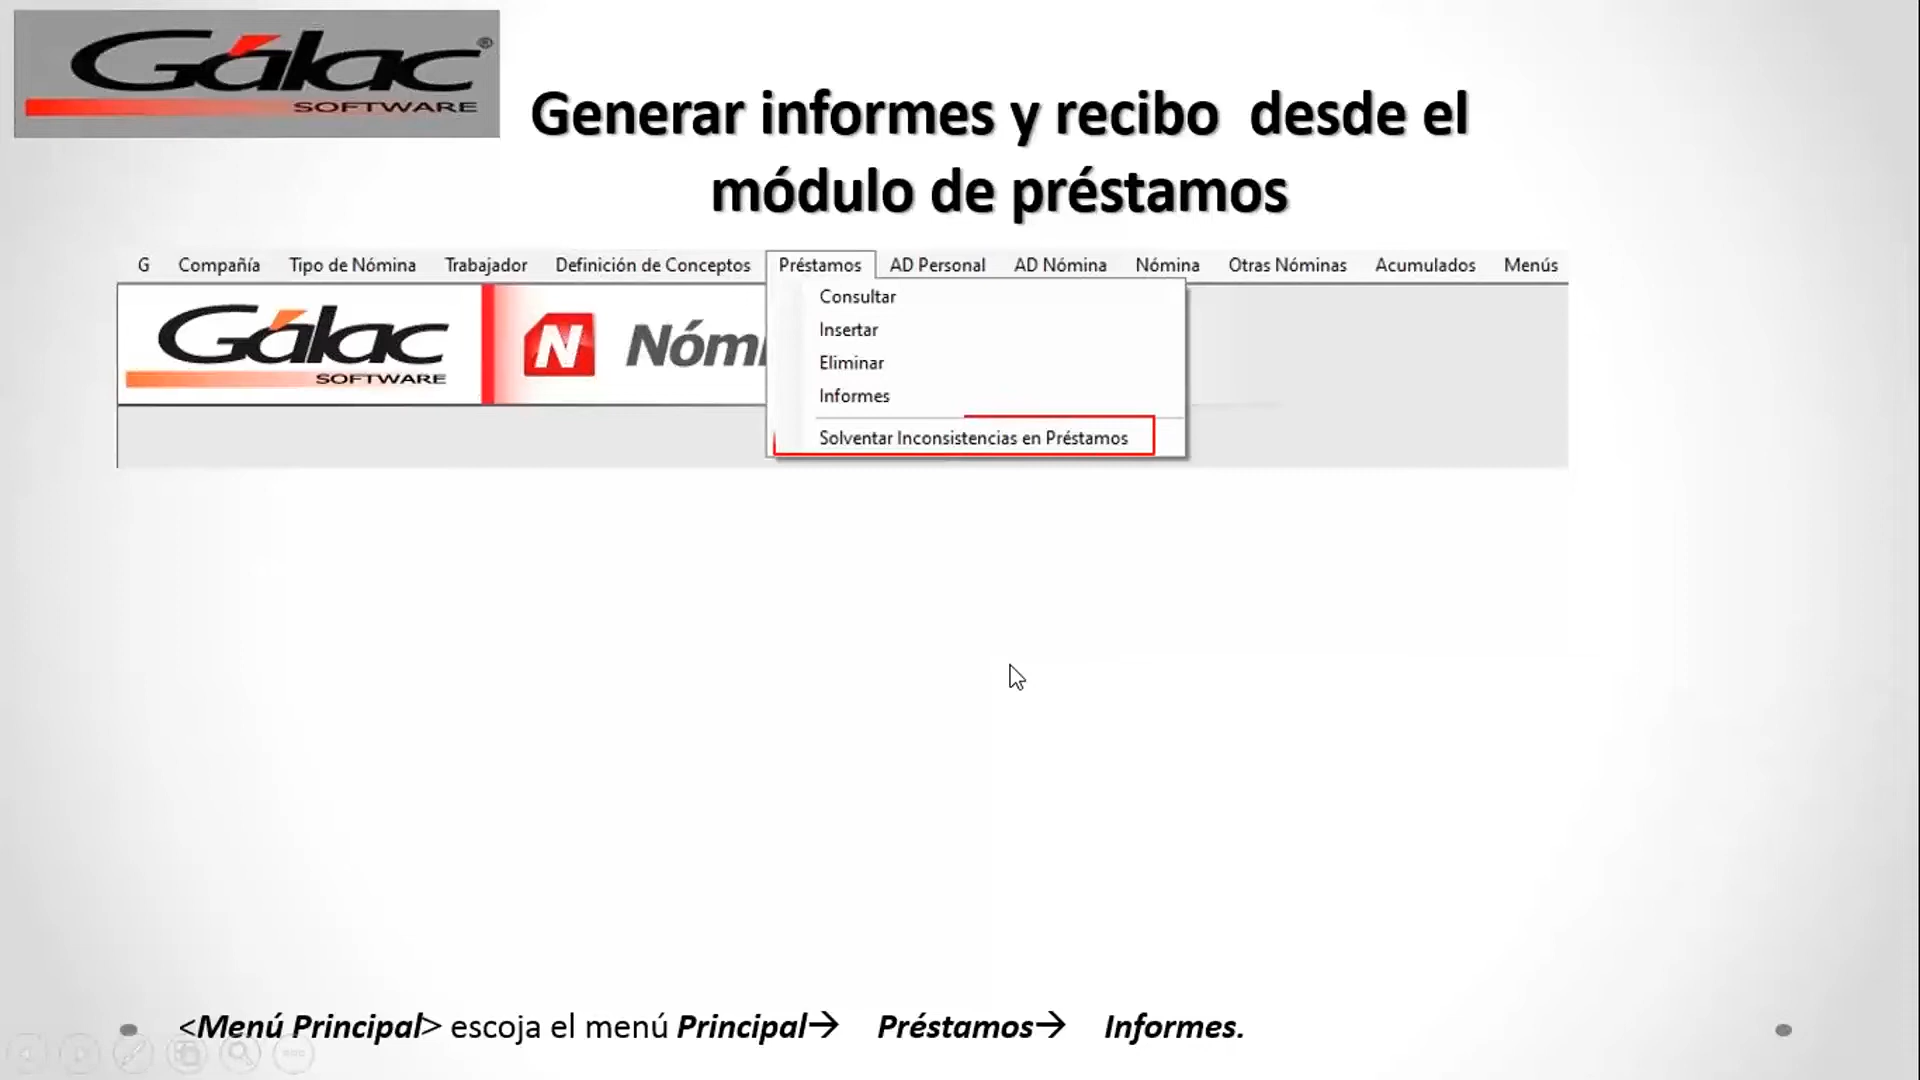 Gálac®
SOFTWARE
Generar informes y recibo desde el
módulo de préstamos
G Compañía Tipo de Nómina Trabajador Definición de Conceptos Préstamos AD Personal AD Nómina Nómina Otras Nóminas Acumulados Menús
Gálac
SOFTWARE
N Nómi
Consultar
Insertar
Eliminar
Informes
Solventar Inconsistencias en Préstamos
<Menú Principal> escoja el menú Principal→ Préstamos→ Informes.